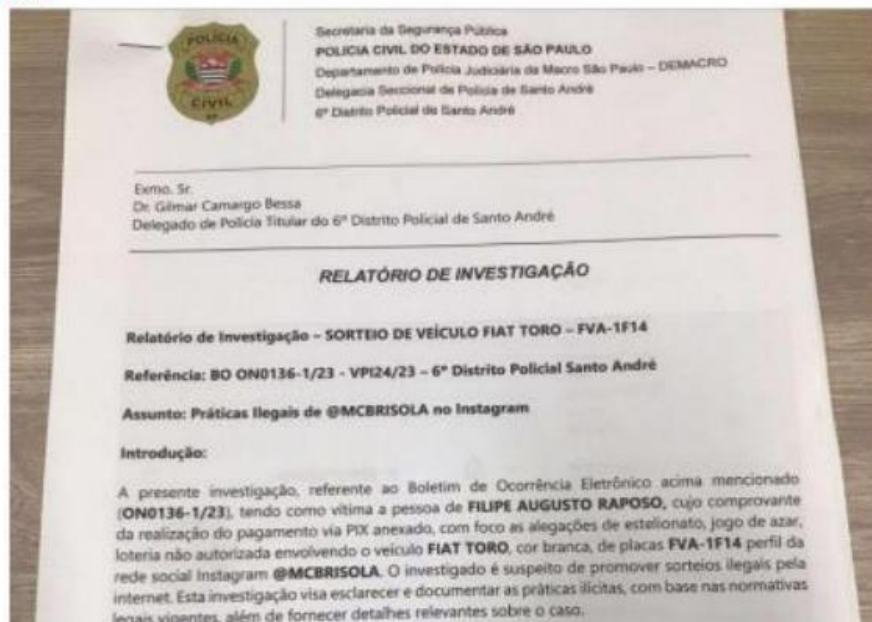 POLÍCIA
CIVIL
SP
Secretaria da Segurança Pública
POLÍCIA CIVIL DO ESTADO DE SÃO PAULO
Departamento de Polícia Judiciária da Macro São Paulo – DEMACRO
Delegacia Seccional de Polícia de Santo André
6º Distrito Policial de Santo André
Exmo. Sr.
Dr. Gilmar Camargo Bessa
Delegado de Polícia Titular do 6º Distrito Policial de Santo André
RELATÓRIO DE INVESTIGAÇÃO
Relatório de Investigação – SORTEIO DE VEÍCULO FIAT TORO – FVA-1F14
Referência: BO ON0136-1/23 - VPI24/23 – 6º Distrito Policial Santo André
Assunto: Práticas Ilegais de @MCBRISOLA no Instagram
Introdução:
A presente investigação, referente ao Boletim de Ocorrência Eletrônico acima mencionado
(ON0136-1/23), tendo como vítima a pessoa de FILIPE AUGUSTO RAPOSO, cujo comprovante
da realização do pagamento via PIX anexado, com foco as alegações de estelionato, jogo de azar,
loteria não autorizada envolvendo o veículo FIAT TORO, cor branca, de placas FVA-1F14 perfil da
rede social Instagram @MCBRISOLA. O investigado é suspeito de promover sorteios ilegais pela
internet. Esta investigação visa esclarecer e documentar as práticas ilícitas, com base nas normativas
legais vigentes, além de fornecer detalhes relevantes sobre o caso.